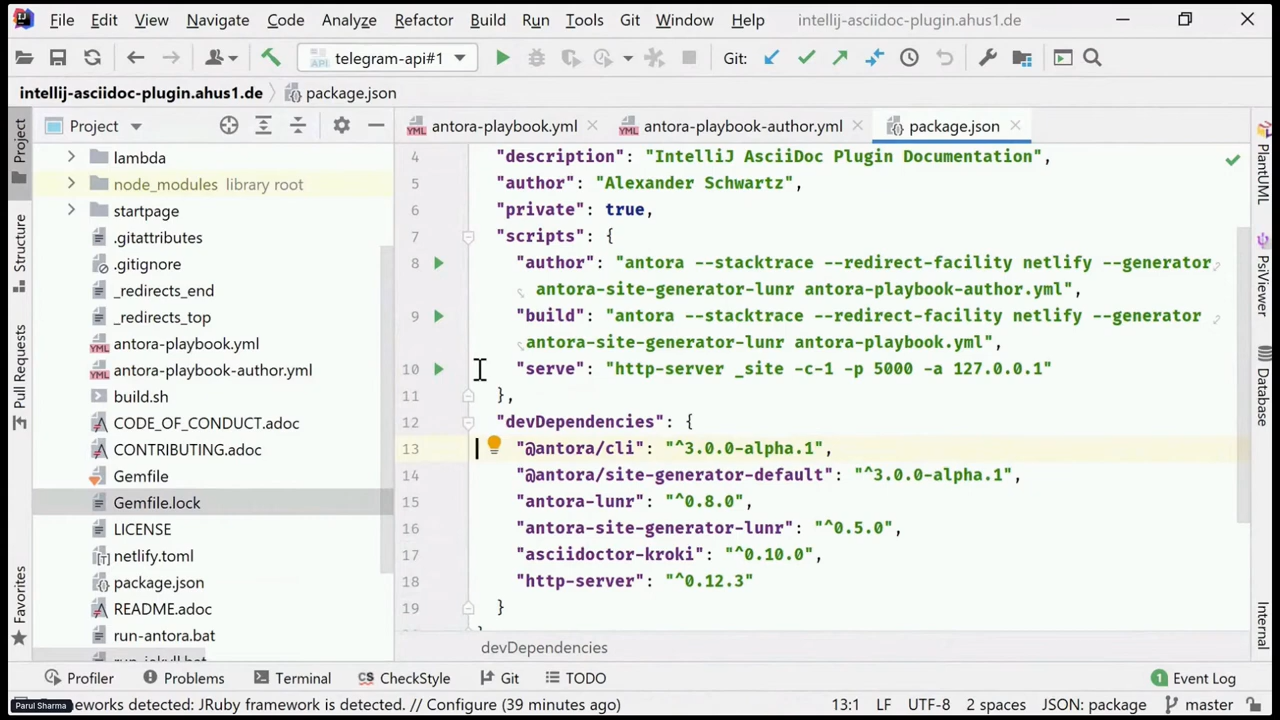 File Edit View Navigate Code Analyze Refactor Build Run Tools Git Window Help intellij-asciidoc-plugin.ahus1.de
API telegram-api#1 Git:
intellij-asciidoc-plugin.ahus1.de package.json
Project
antora-playbook.yml antora-playbook-author.yml package.json
lambda
node_modules library root
startpage
.gitattributes
.gitignore
_redirects_end
_redirects_top
YML antora-playbook.yml
YML antora-playbook-author.yml
build.sh
CODE_OF_CONDUCT.adoc
CONTRIBUTING.adoc
Gemfile
Gemfile.lock
LICENSE
netlify.toml
package.json
README.adoc
run-antora.bat
run-jekyll.bat
4 "description": "IntelliJ AsciiDoc Plugin Documentation",
5 "author": "Alexander Schwartz",
6 "private": true,
7 "scripts": {
8 "author": "antora --stacktrace --redirect-facility netlify --generator
antora-site-generator-lunr antora-playbook-author.yml",
9 "build": "antora --stacktrace --redirect-facility netlify --generator
antora-site-generator-lunr antora-playbook.yml",
10 "serve": "http-server _site -c-1 -p 5000 -a 127.0.0.1"
11 },
12 "devDependencies": {
13 "@antora/cli": "^3.0.0-alpha.1",
14 "@antora/site-generator-default": "^3.0.0-alpha.1",
15 "antora-lunr": "^0.8.0",
16 "antora-site-generator-lunr": "^0.5.0",
17 "asciidoctor-kroki": "^0.10.0",
18 "http-server": "^0.12.3"
19 }
devDependencies
Project
Structure
Pull Requests
Favorites
PlantUML
PsiViewer
Database
Internal
Profiler Problems Terminal CheckStyle Git TODO 1 Event Log
Parul Sharma
works detected: JRuby framework is detected. // Configure (39 minutes ago) 13:1 LF UTF-8 2 spaces JSON: package master